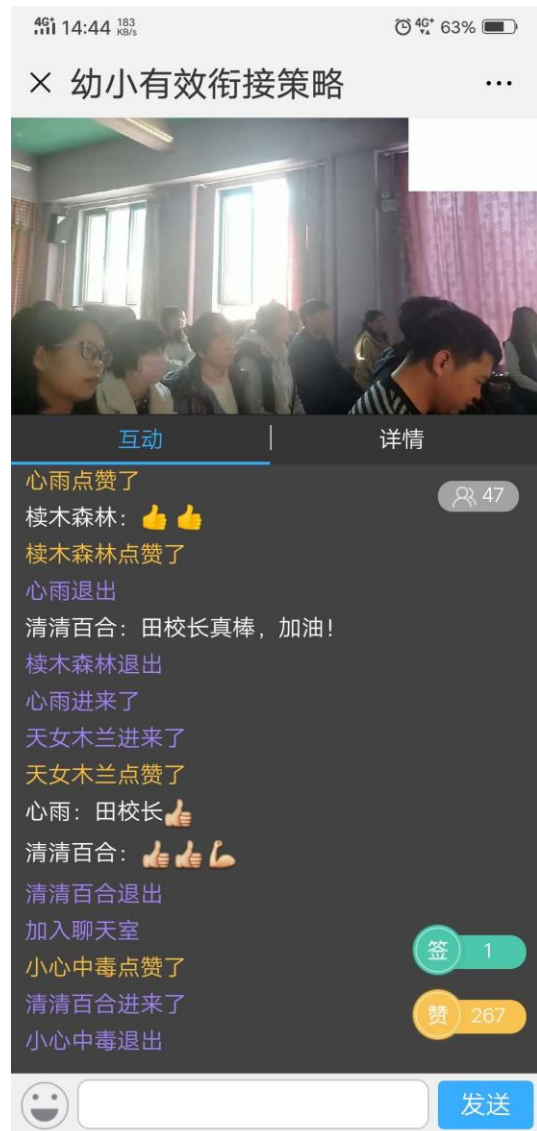 4G+ 14:44 183 KB/s 4G+ 63%
× 幼小有效衔接策略 ...
互动 | 详情
心雨点赞了
47
椟木森林：👍👍
椟木森林点赞了
心雨退出
清清百合：田校长真棒，加油！
椟木森林退出
心雨进来了
天女木兰进来了
天女木兰点赞了
心雨：田校长👍
清清百合：👍👍💪
清清百合退出
加入聊天室
签 1
小心中毒点赞了
清清百合进来了
赞 267
小心中毒退出
发送